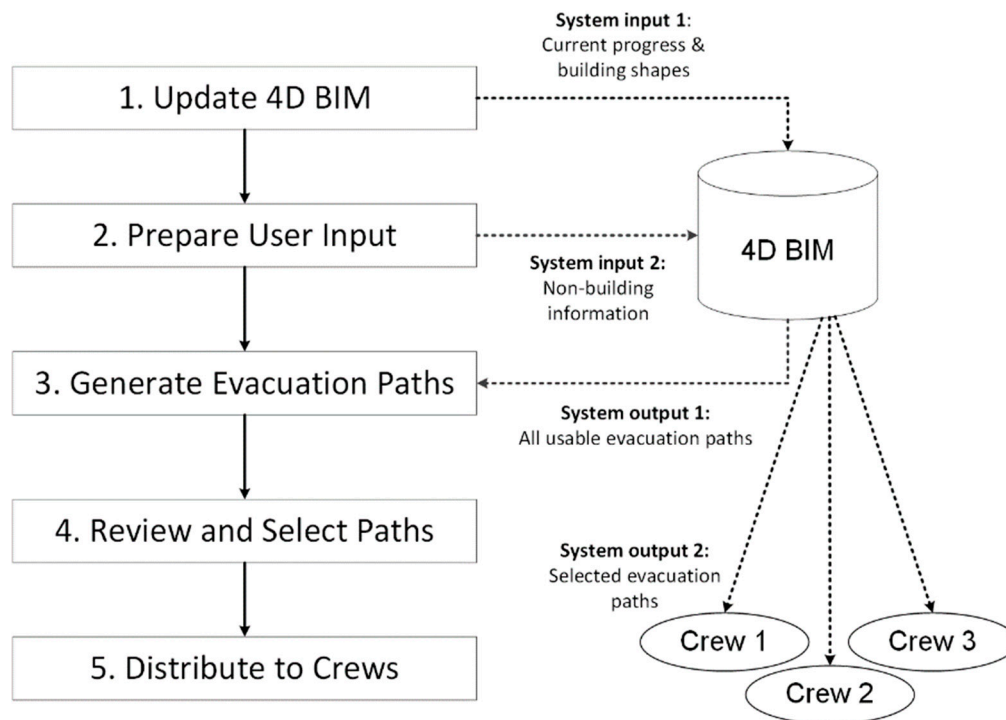 System input 1:
Current progress &
building shapes
1. Update 4D BIM
2. Prepare User Input
4D BIM
System input 2:
Non-building
information
3. Generate Evacuation Paths
System output 1:
All usable evacuation paths
4. Review and Select Paths
System output 2:
Selected evacuation
paths
5. Distribute to Crews
Crew 1
Crew 3
Crew 2